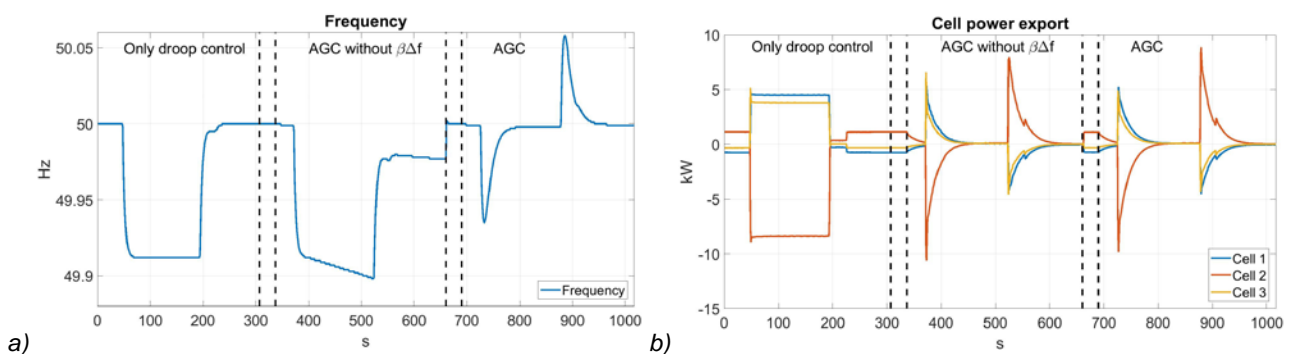 Frequency
Only droop control
AGC without βΔf
AGC
50.05
50
49.95
49.9
Hz
0 100 200 300 400 500 600 700 800 900 1000
s
Frequency
a)
Cell power export
Only droop control
AGC without βΔf
AGC
10
5
0
-5
-10
-15
kW
0 100 200 300 400 500 600 700 800 900 1000
s
Cell 1
Cell 2
Cell 3
b)